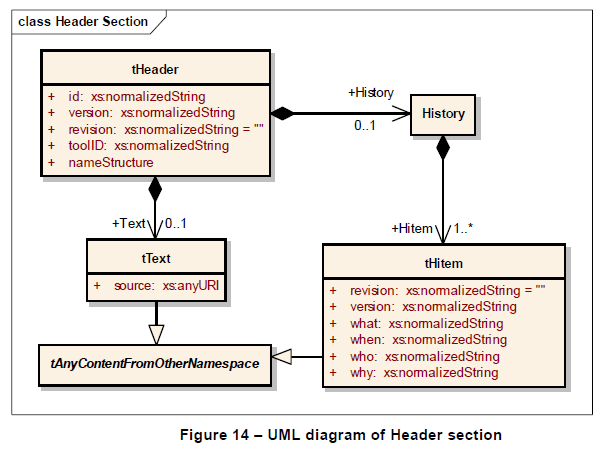 class Header Section
tHeader
+ id: xs:normalizedString
+ version: xs:normalizedString
+ revision: xs:normalizedString = ""
+ toolID: xs:normalizedString
+ nameStructure
+History
0..1
History
+Text 0..1
+Hitem 1..*
tText
+ source: xs:anyURI
tHitem
+ revision: xs:normalizedString = ""
+ version: xs:normalizedString
+ what: xs:normalizedString
+ when: xs:normalizedString
+ who: xs:normalizedString
+ why: xs:normalizedString
tAnyContentFromOtherNamespace
Figure 14 – UML diagram of Header section